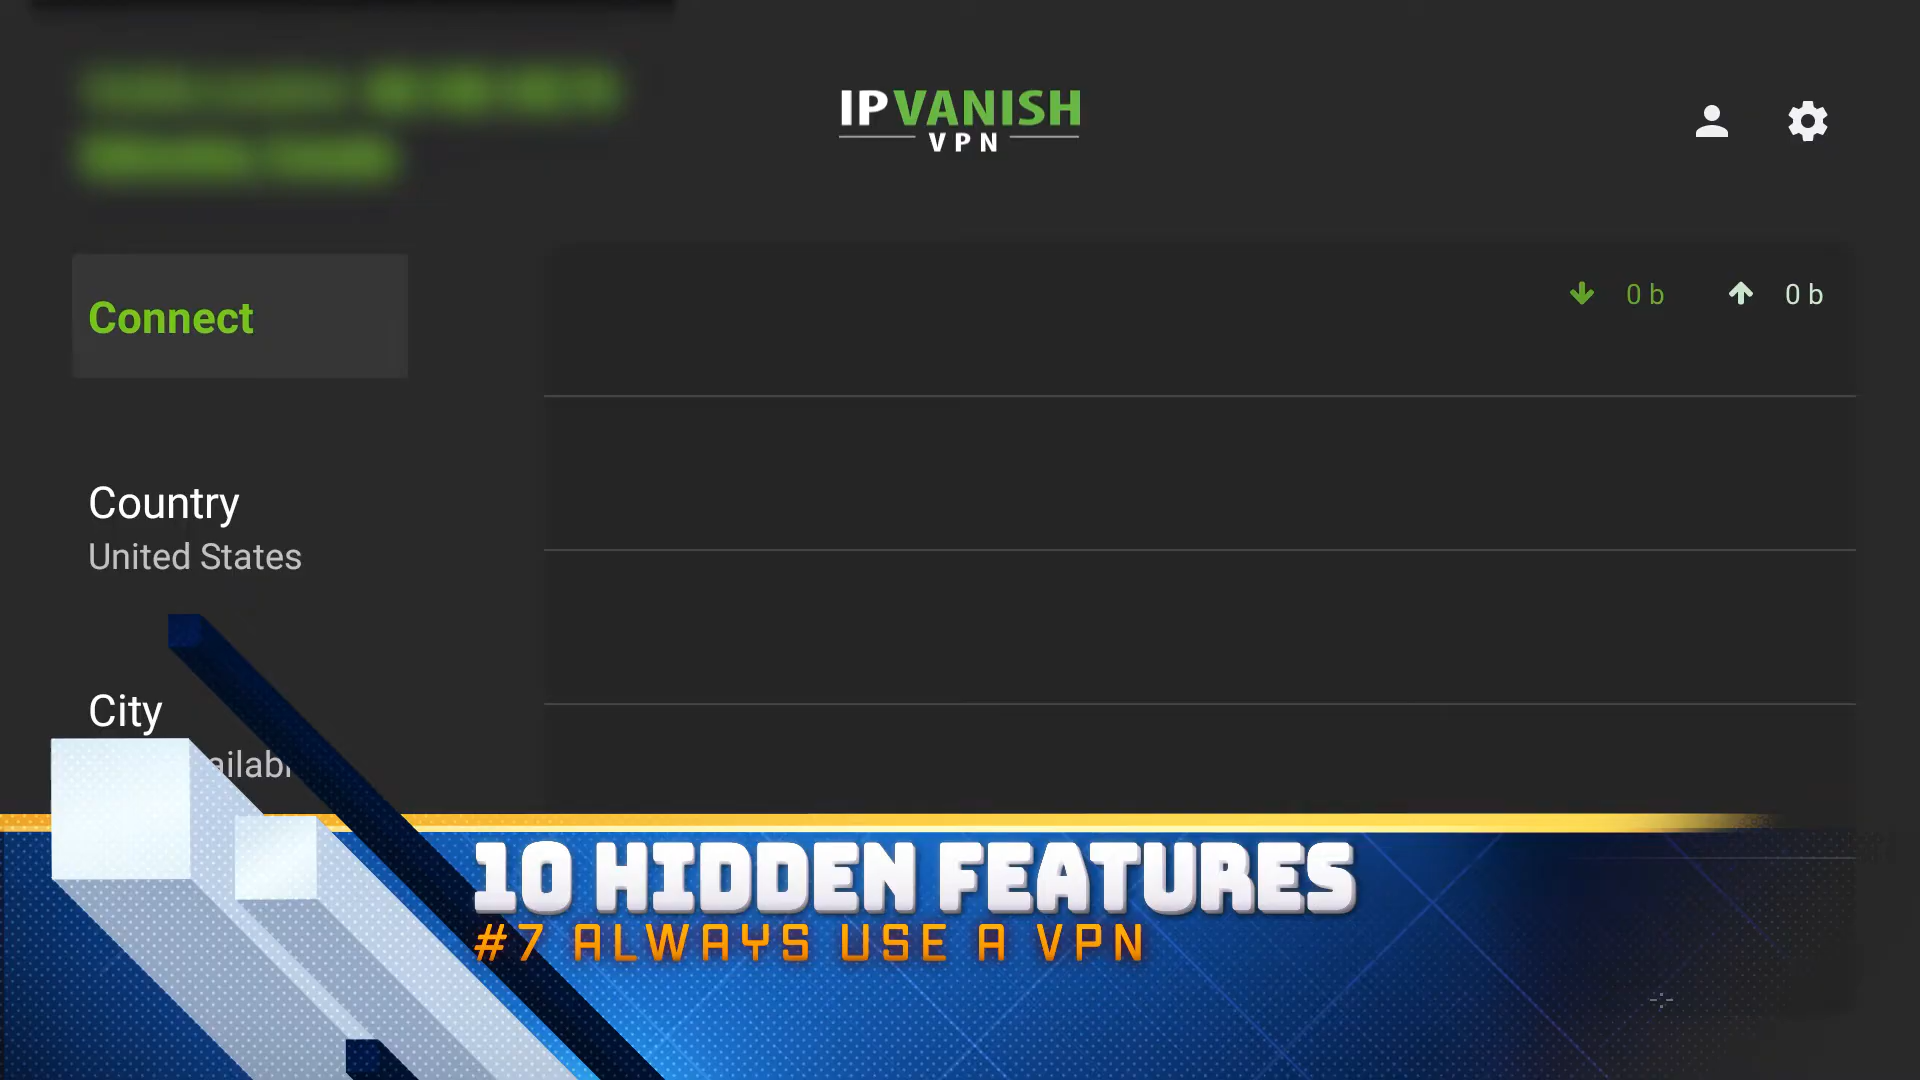 IPVANISH
VPN
0 b
0 b
Connect
Country
United States
City
10 HIDDEN FEATURES
#7 ALWAYS USE A VPN